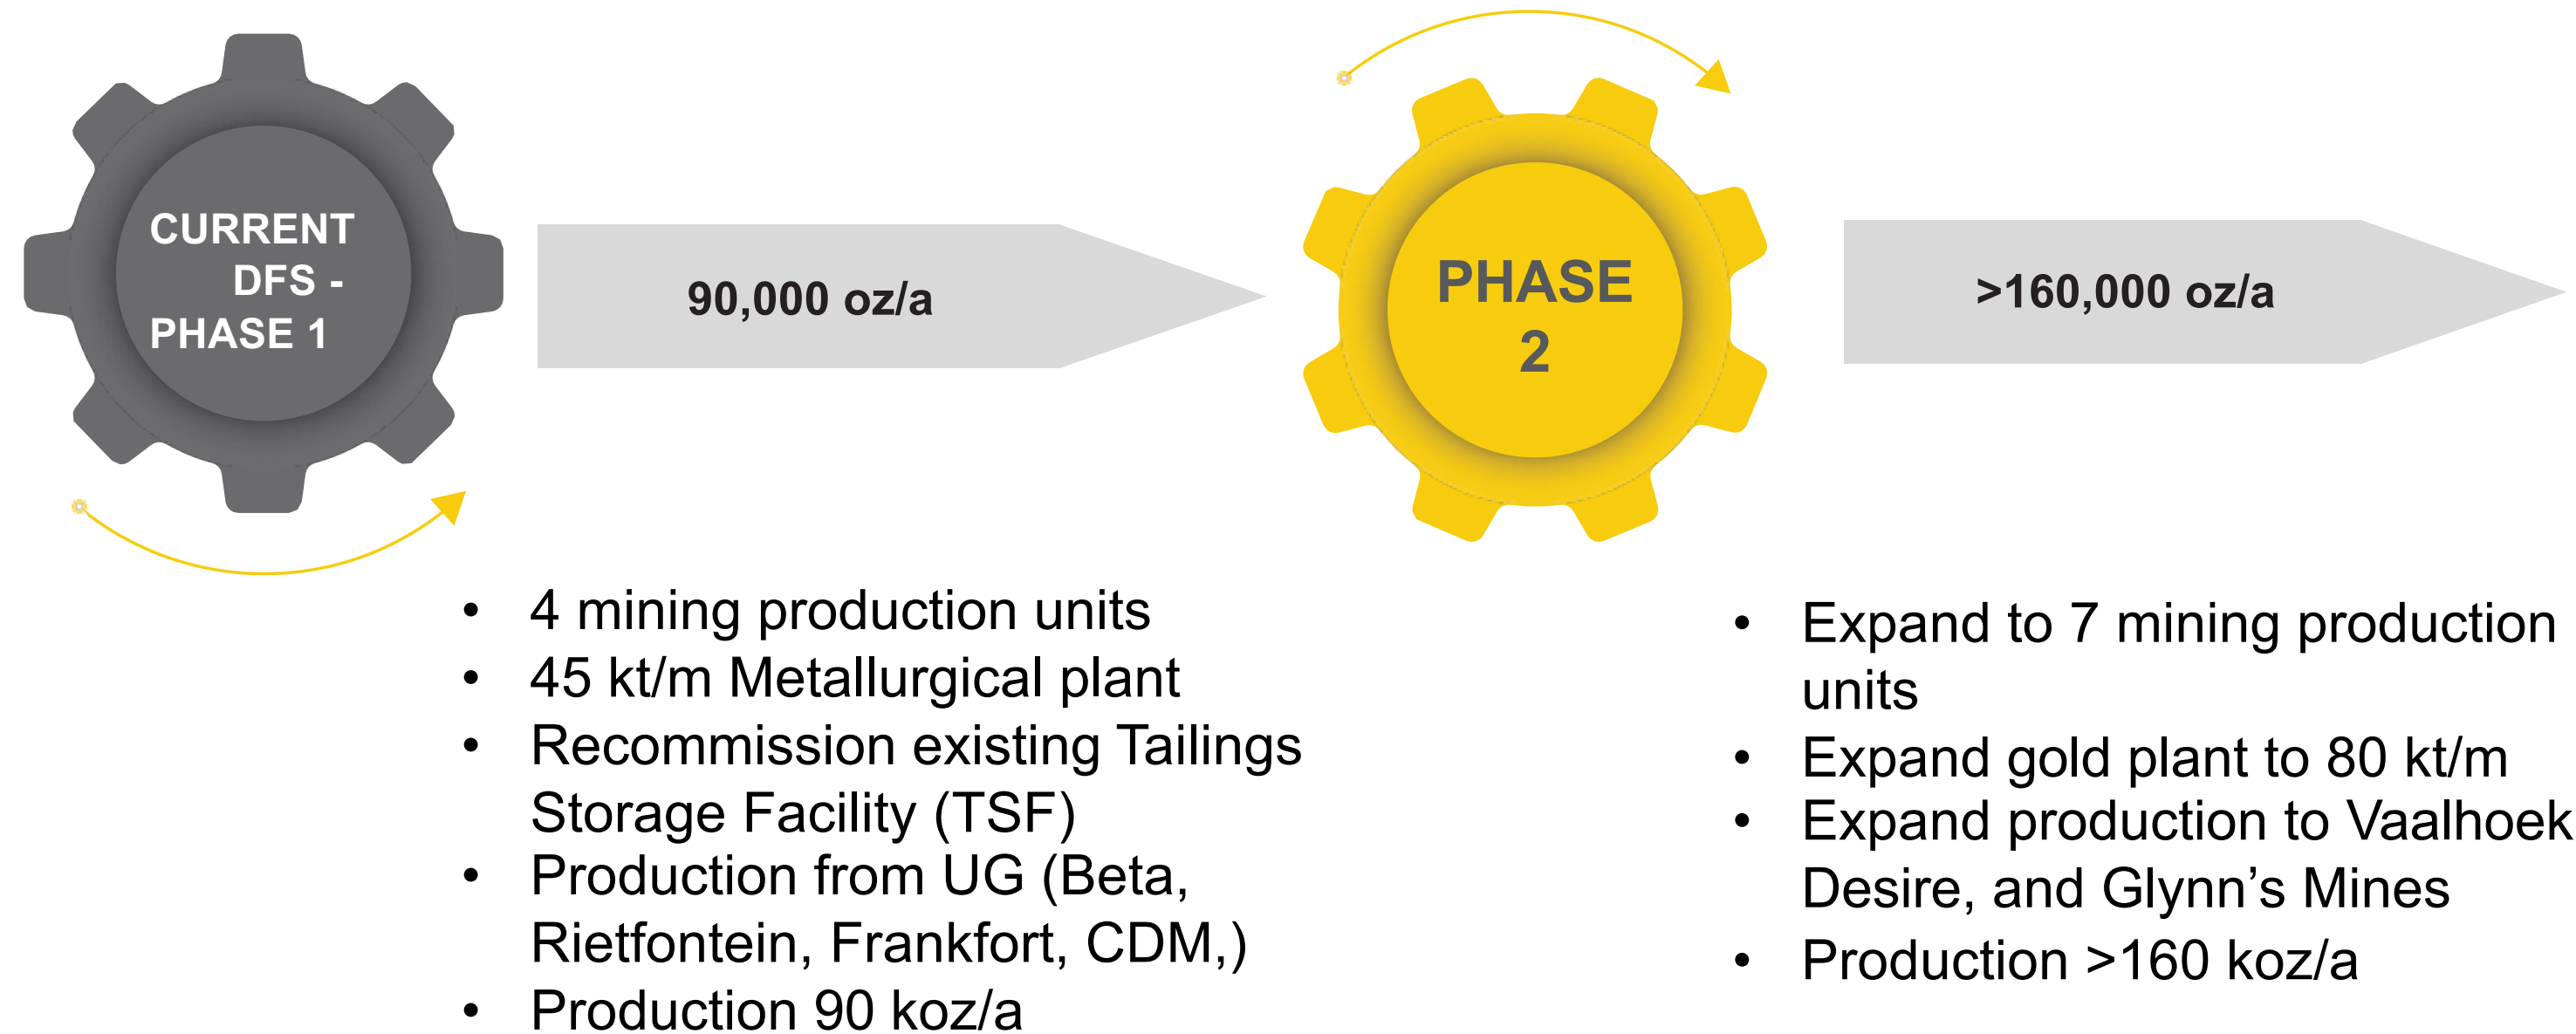 CURRENT
DFS -
PHASE 1
90,000 oz/a
PHASE
2
>160,000 oz/a
• 4 mining production units
• 45 kt/m Metallurgical plant
• Recommission existing Tailings
Storage Facility (TSF)
• Production from UG (Beta,
Rietfontein, Frankfort, CDM,)
• Production 90 koz/a
• Expand to 7 mining production
units
• Expand gold plant to 80 kt/m
• Expand production to Vaalhoek
Desire, and Glynn’s Mines
• Production >160 koz/a